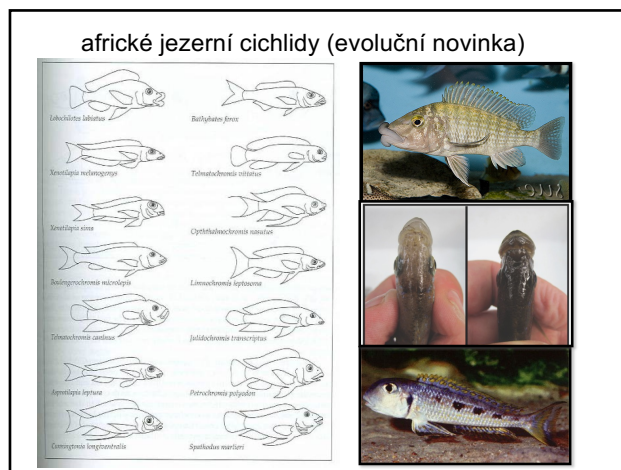 africké jezerní cichlidy (evoluční novinka)
Lobochilotes labiatus
Bathybates ferox
Xenotilapia melanogenys
Telmatochromis vittatus
Xenotilapia sima
Ophthalmochromis nasutus
Boulengerochromis microlepis
Limnochromis leptosoma
Telmatochromis caninus
Julidochromis transcriptus
Asprotilapia leptura
Petrochromis polyodon
Cunningtonia longiventralis
Spathodus marlieri